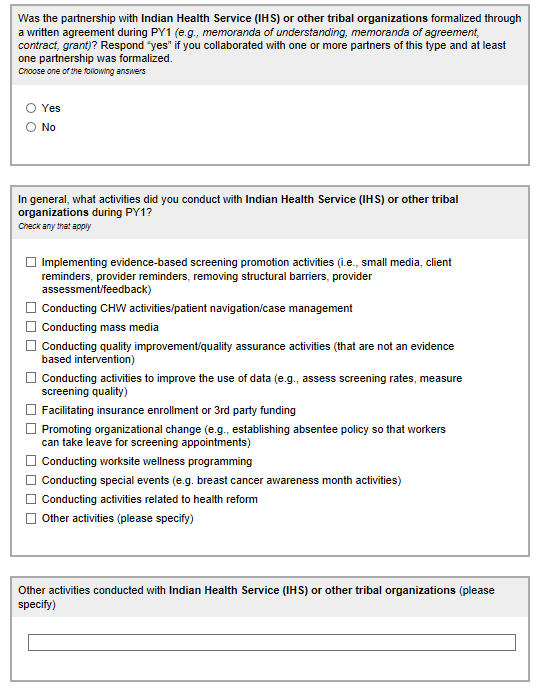 Was the partnership with Indian Health Service (IHS) or other tribal organizations formalized through
a written agreement during PY1 (e.g., memoranda of understanding, memoranda of agreement,
contract, grant)? Respond "yes" if you collaborated with one or more partners of this type and at least
one partnership was formalized.
Choose one of the following answers
Yes
No
In general, what activities did you conduct with Indian Health Service (IHS) or other tribal
organizations during PY1?
Check any that apply
Implementing evidence-based screening promotion activities (i.e., small media, client
reminders, provider reminders, removing structural barriers, provider
assessment/feedback)
Conducting CHW activities/patient navigation/case management
Conducting mass media
Conducting quality improvement/quality assurance activities (that are not an evidence
based intervention)
Conducting activities to improve the use of data (e.g., assess screening rates, measure
screening quality)
Facilitating insurance enrollment or 3rd party funding
Promoting organizational change (e.g., establishing absentee policy so that workers
can take leave for screening appointments)
Conducting worksite wellness programming
Conducting special events (e.g. breast cancer awareness month activities)
Conducting activities related to health reform
Other activities (please specify)
Other activities conducted with Indian Health Service (IHS) or other tribal organizations (please
specify)